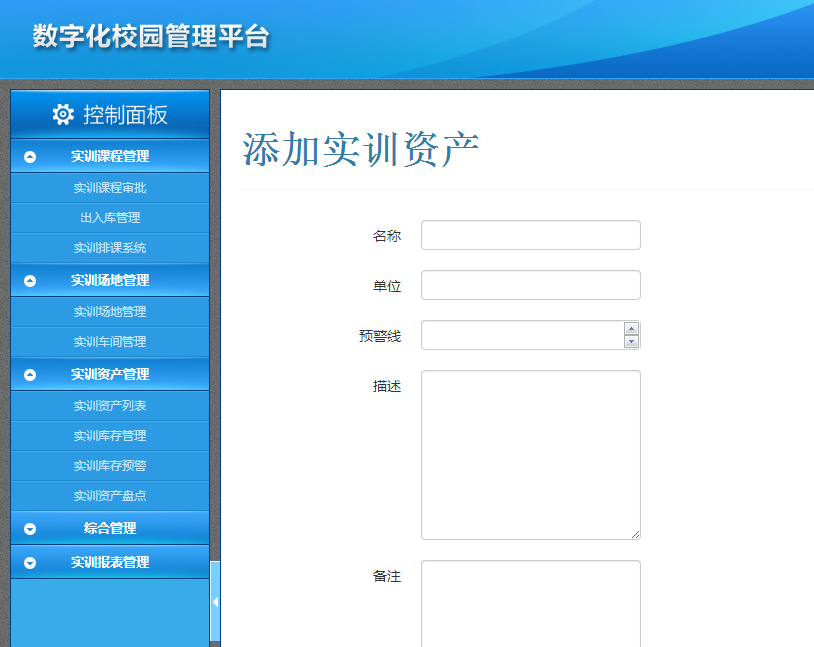 数字化校园管理平台
控制面板
实训课程管理
实训课程审批
出入库管理
实训排课系统
实训场地管理
实训场地管理
实训车间管理
实训资产管理
实训资产列表
实训库存管理
实训库存预警
实训资产盘点
综合管理
实训报表管理
添加实训资产
名称
单位
预警线
描述
备注